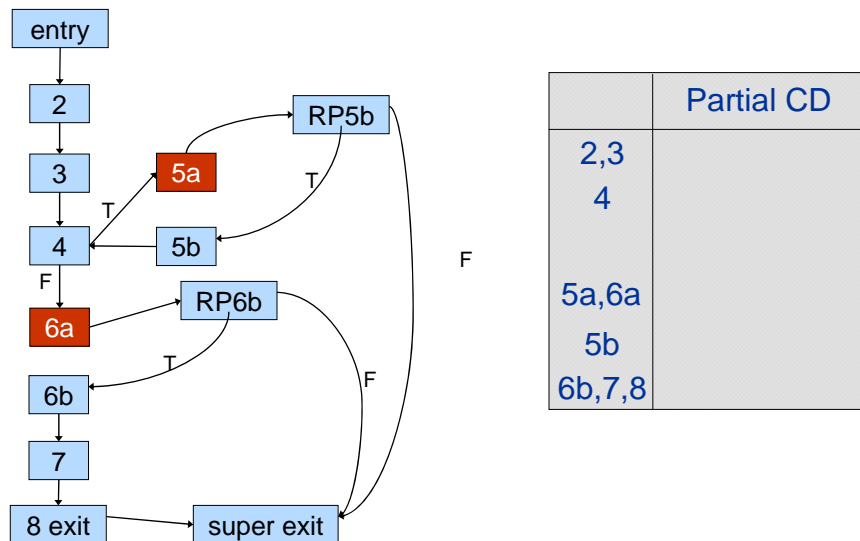 entry
2
3
4
5a
5b
RP5b
T
T
F
F
6a
RP6b
T
F
6b
7
8 exit
super exit
Partial CD
2,3
4
5a,6a
5b
6b,7,8